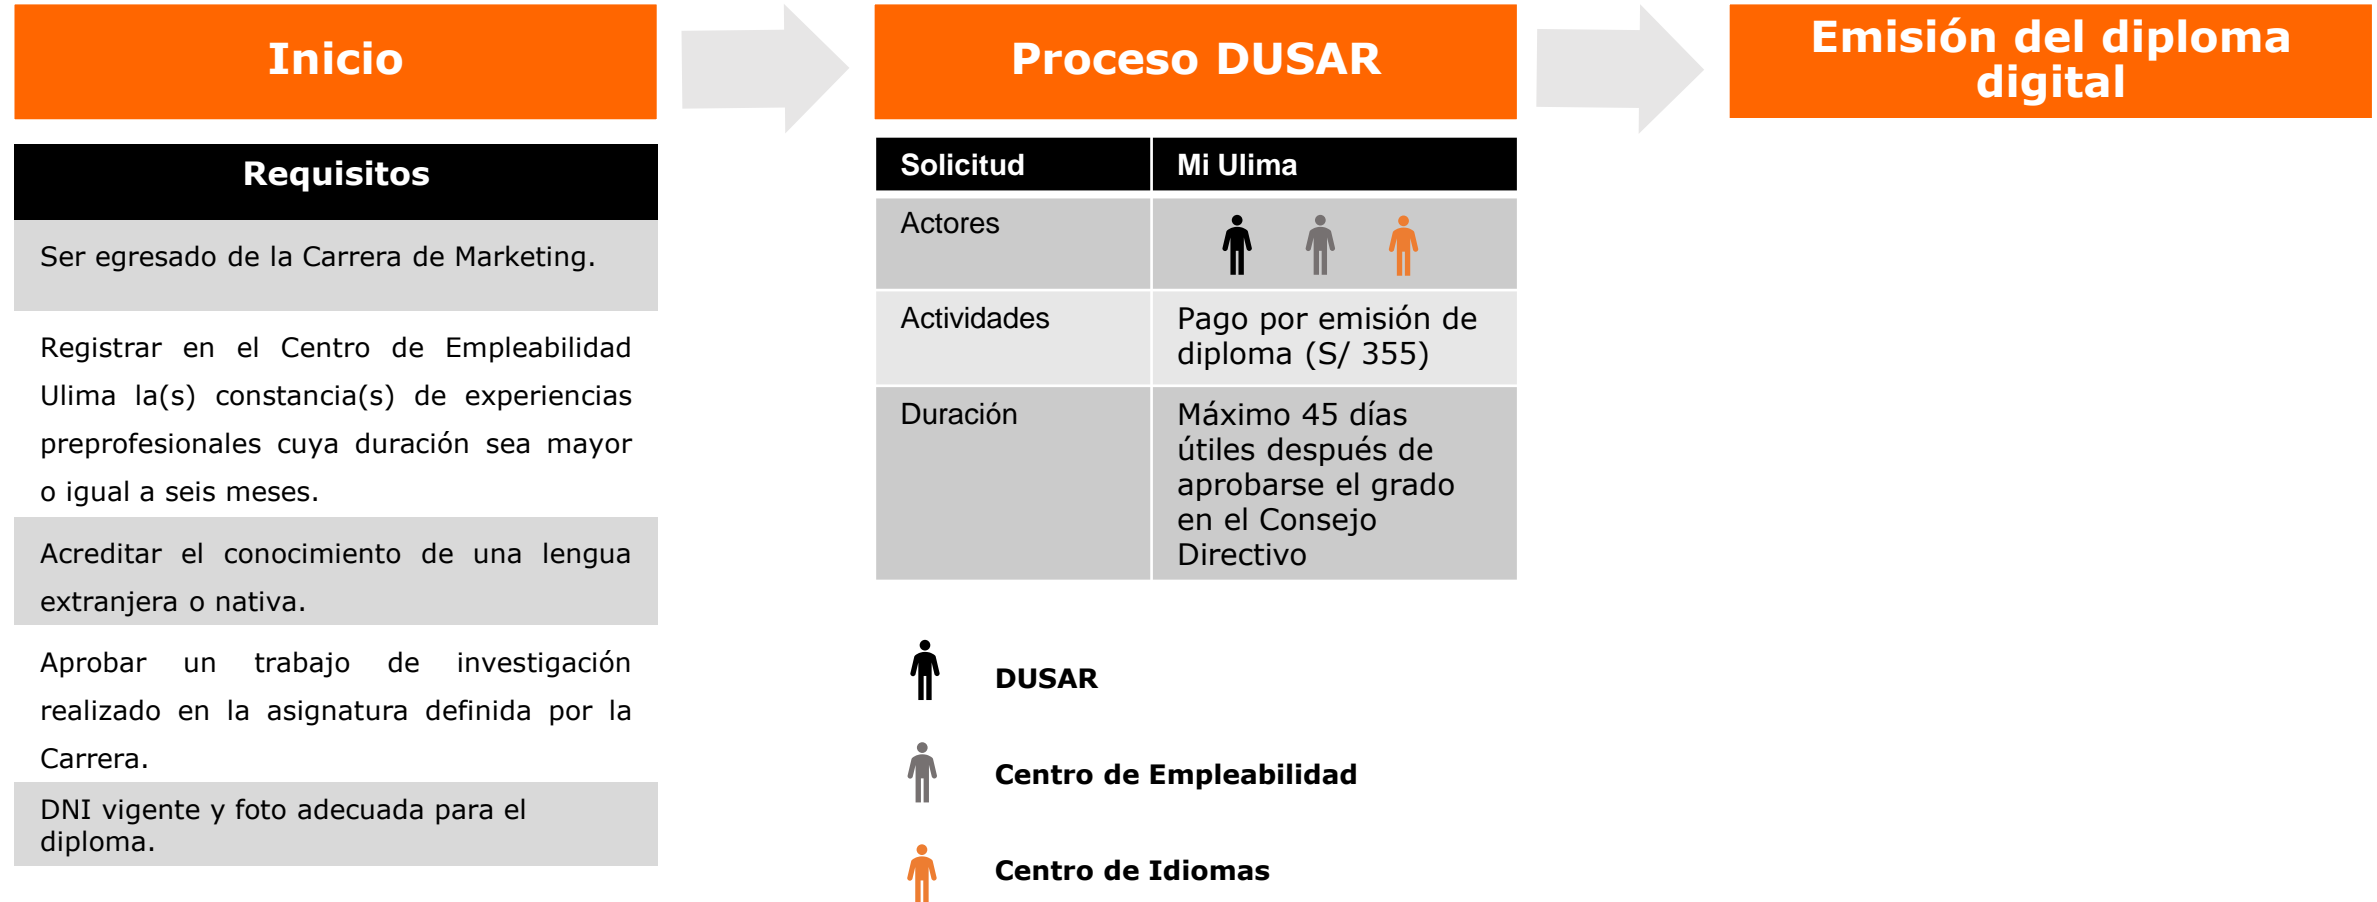 Inicio
Requisitos
Ser egresado de la Carrera de Marketing.
Registrar en el Centro de Empleabilidad
Ulima la(s) constancia(s) de experiencias
preprofesionales cuya duración sea mayor
o igual a seis meses.
Acreditar el conocimiento de una lengua
extranjera o nativa.
Aprobar un trabajo de investigación
realizado en la asignatura definida por la
Carrera.
DNI vigente y foto adecuada para el
diploma.
Proceso DUSAR
Solicitud
Mi Ulima
Actores
Actividades
Pago por emisión de
diploma (S/ 355)
Duración
Máximo 45 días
útiles después de
aprobarse el grado
en el Consejo
Directivo
DUSAR
Centro de Empleabilidad
Centro de Idiomas
Emisión del diploma
digital